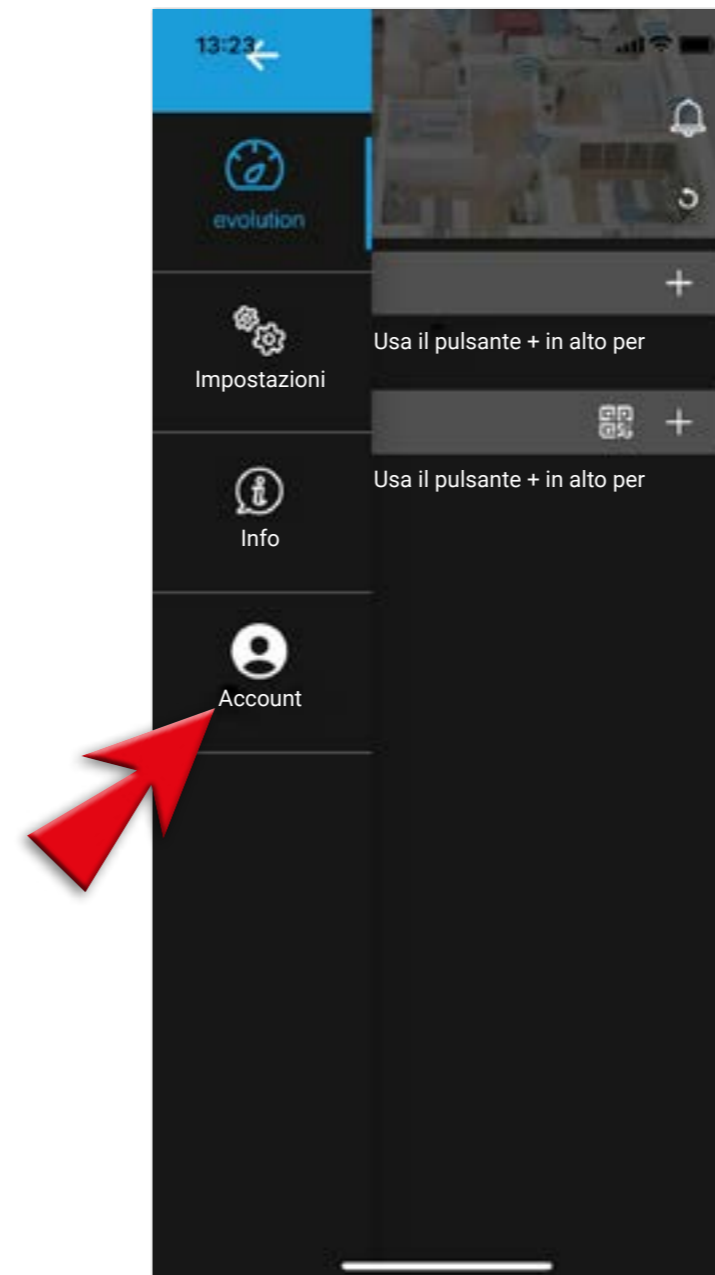 13:23
evolution
Impostazioni
Usa il pulsante + in alto per
Usa il pulsante + in alto per
Info
Account